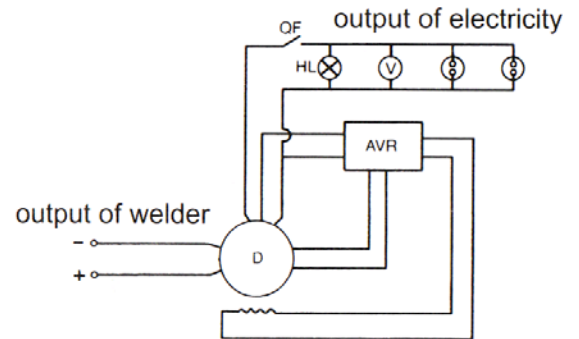 output of electricity
QF
HL
V
AVR
output of welder
−
+
D